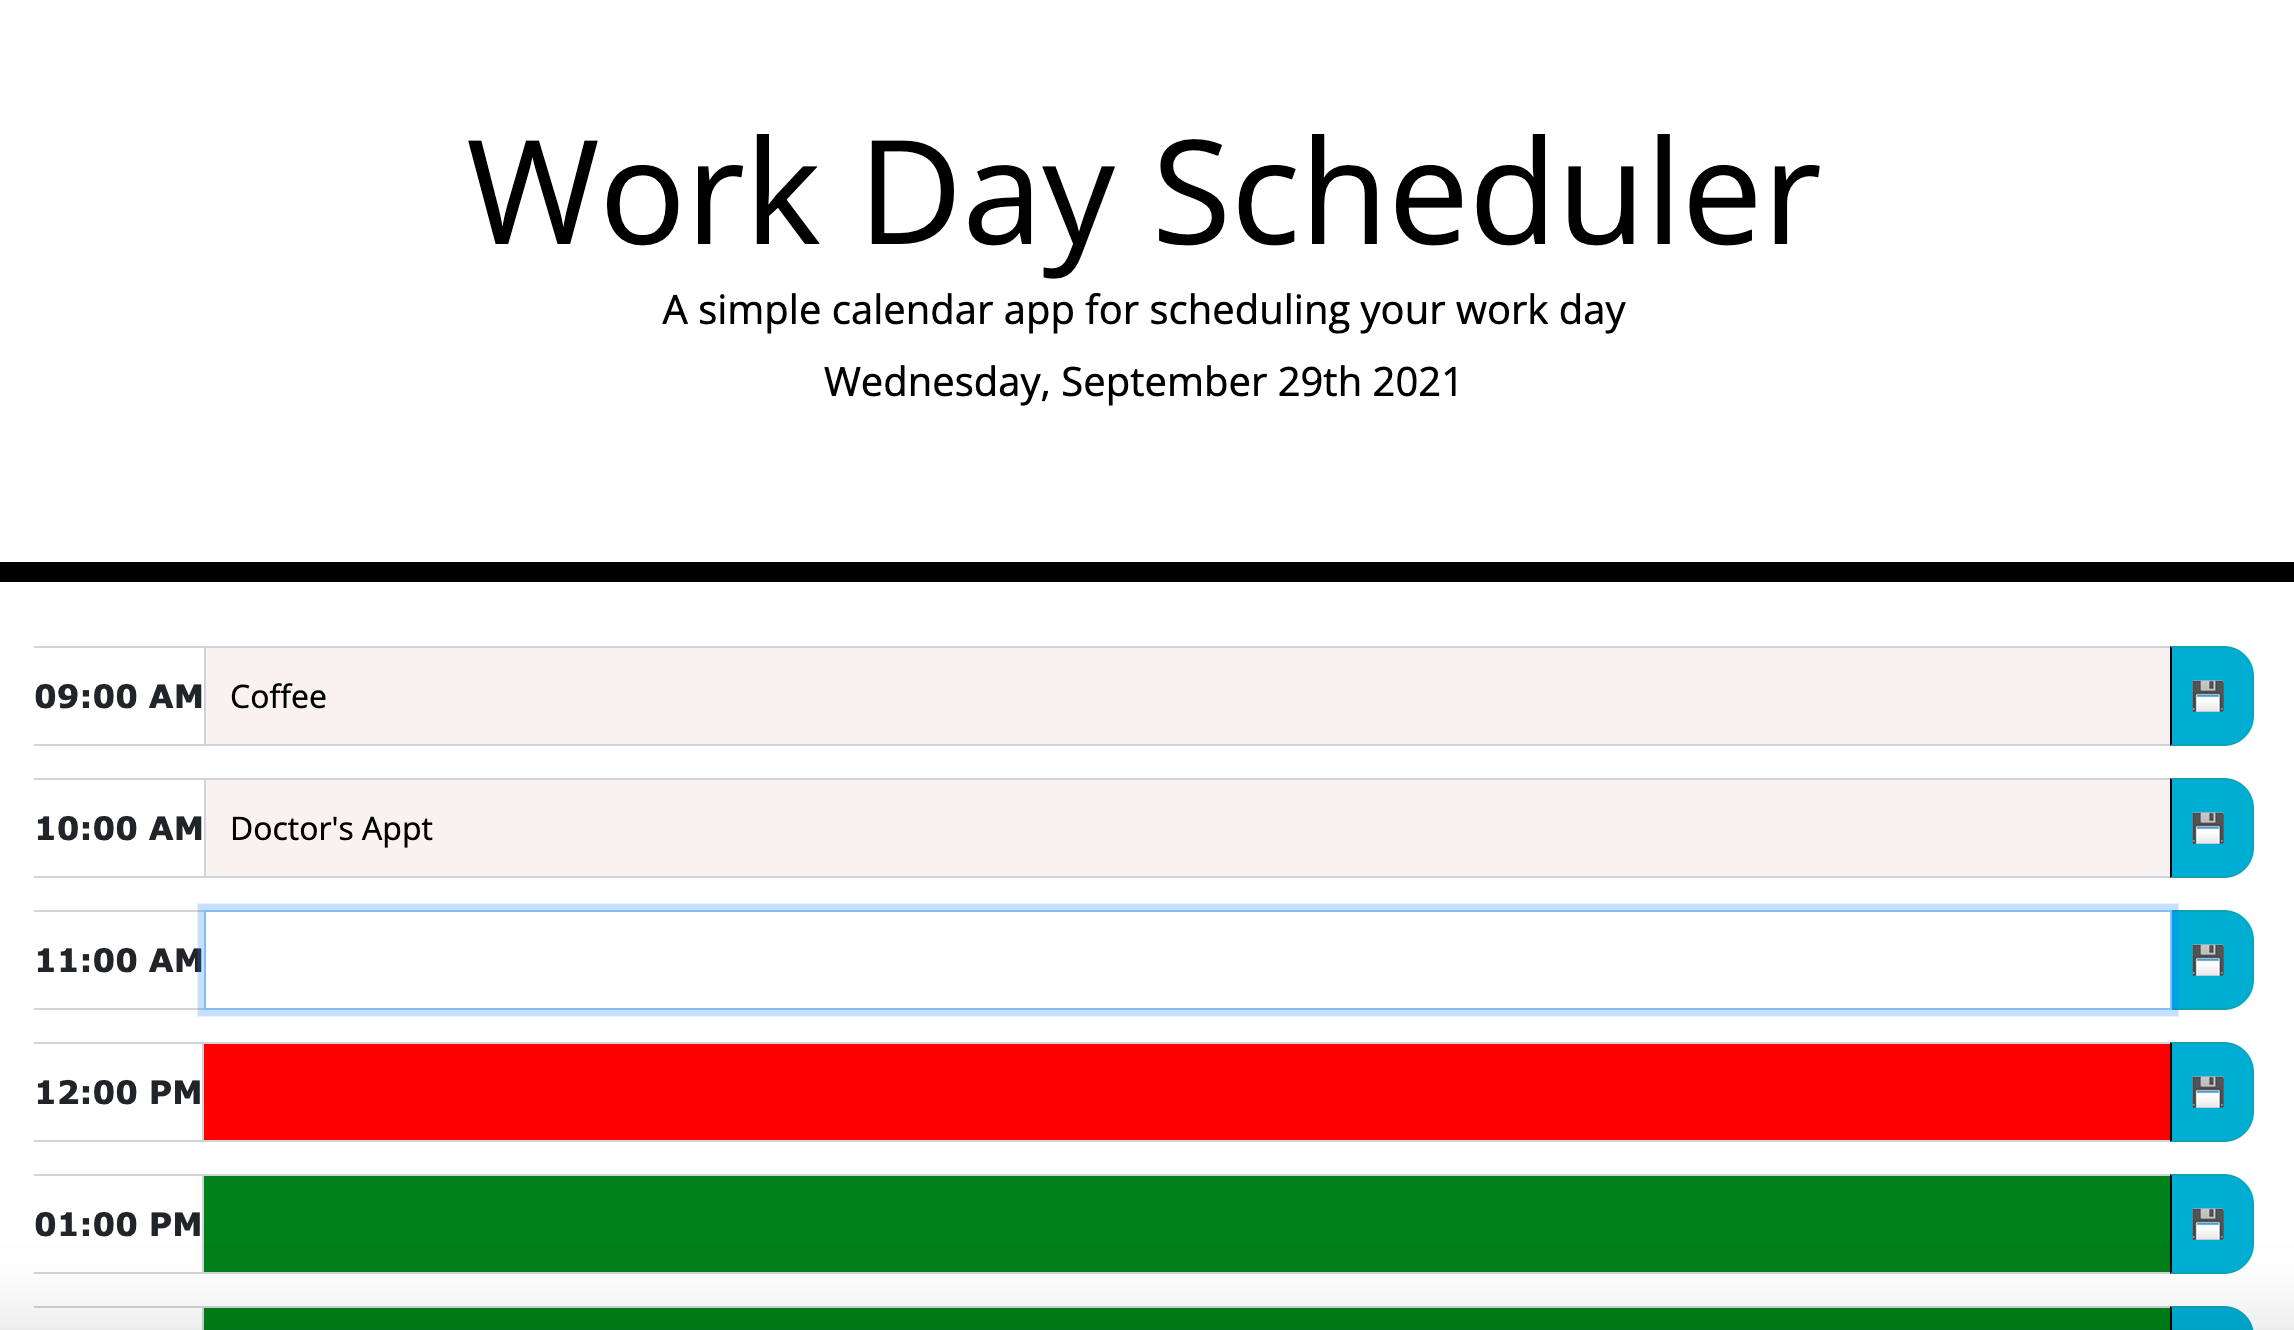 Work Day Scheduler
A simple calendar app for scheduling your work day
Wednesday, September 29th 2021
09:00 AM Coffee
10:00 AM Doctor's Appt
11:00 AM
12:00 PM
01:00 PM